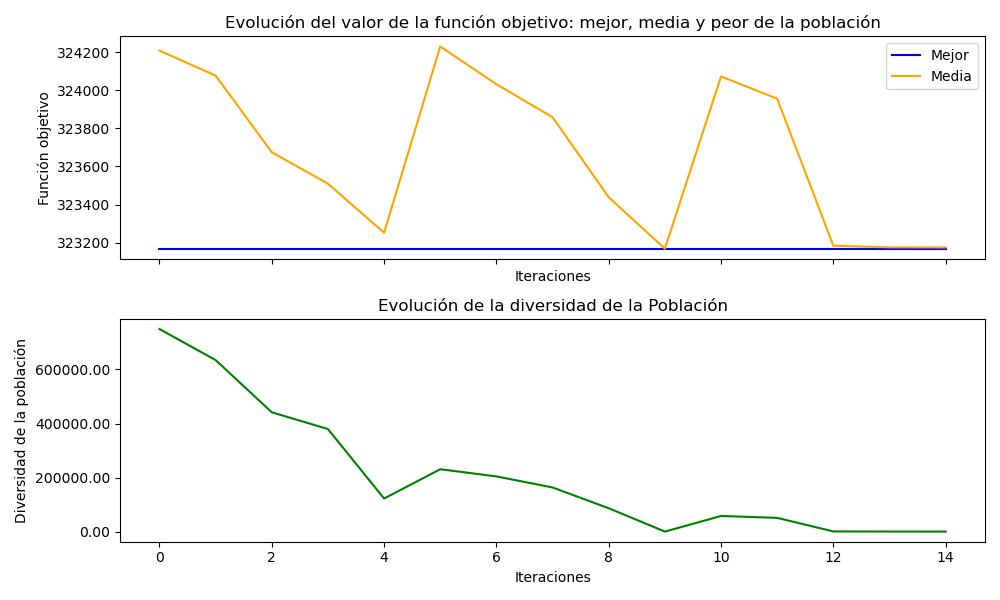 Evolución del valor de la función objetivo: mejor, media y peor de la población
324200
324000
323800
323600
323400
323200
Función objetivo
Mejor
Media
Iteraciones
Evolución de la diversidad de la Población
600000.00
400000.00
200000.00
0.00
Diversidad de la población
0 2 4 6 8 10 12 14
Iteraciones